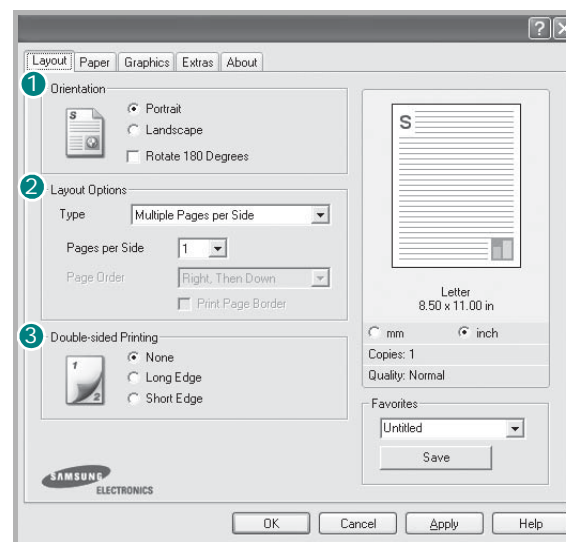 ? X
Layout Paper Graphics Extras About
1 Orientation
S
Portrait
Landscape
Rotate 180 Degrees
2 Layout Options
Type Multiple Pages per Side
Pages per Side 1
Page Order Right, Then Down
Print Page Border
3 Double-sided Printing
1
2
None
Long Edge
Short Edge
SAMSUNG
ELECTRONICS
S
Letter
8.50 x 11.00 in
mm inch
Copies: 1
Quality: Normal
Favorites
Untitled
Save
OK Cancel Apply Help